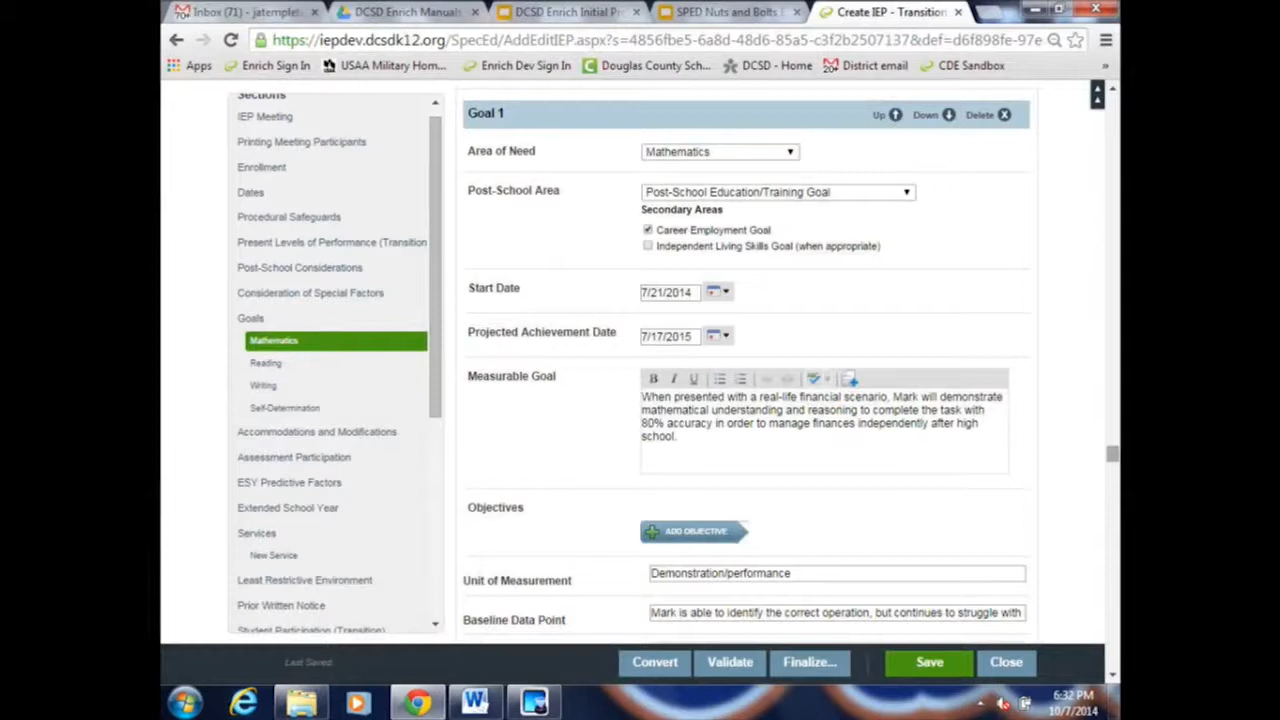 Inbox (71) - jatemplet
DCSD Enrich Manual
DCSD Enrich Initial Pr
SPED Nuts and Bolts
Create IEP - Transition
https://iepdev.dcsdk12.org/SpecEd/AddEditIEP.aspx?s=4856fbe5-6a8d-48d6-85a5-c3f2b2507137&def=d6f898fe-97e
Apps
Enrich Sign In
USAA Military Hom...
Enrich Dev Sign In
Douglas County Sch...
DCSD - Home
District email
CDE Sandbox
»
Sections
IEP Meeting
Printing Meeting Participants
Enrollment
Dates
Procedural Safeguards
Present Levels of Performance (Transition
Post-School Considerations
Consideration of Special Factors
Goals
Mathematics
Reading
Writing
Self-Determination
Accommodations and Modifications
Assessment Participation
ESY Predictive Factors
Extended School Year
Services
New Service
Least Restrictive Environment
Prior Written Notice
Student Participation (Transition)
Goal 1
Up
Down
Delete
Area of Need
Mathematics
Post-School Area
Post-School Education/Training Goal
Secondary Areas
Career Employment Goal
Independent Living Skills Goal (when appropriate)
Start Date
7/21/2014
Projected Achievement Date
7/17/2015
Measurable Goal
B I U
When presented with a real-life financial scenario, Mark will demonstrate
mathematical understanding and reasoning to complete the task with
80% accuracy in order to manage finances independently after high
school.
Objectives
ADD OBJECTIVE
Unit of Measurement
Demonstration/performance
Baseline Data Point
Mark is able to identify the correct operation, but continues to struggle with
Last Saved
Convert
Validate
Finalize...
Save
Close
6:32 PM
10/7/2014